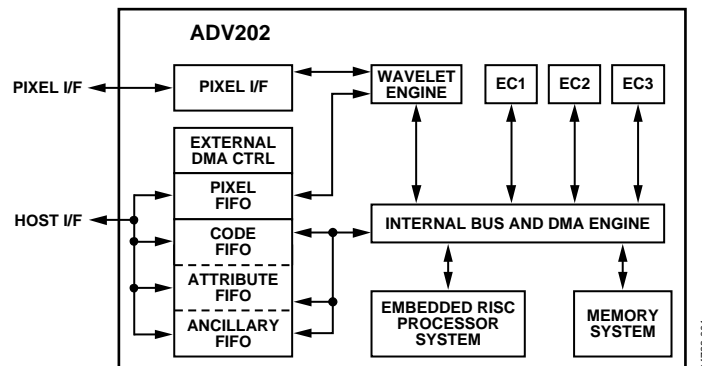 ADV202
PIXEL I/F
PIXEL I/F
WAVELET
ENGINE
EC1
EC2
EC3
EXTERNAL
DMA CTRL
PIXEL
FIFO
HOST I/F
CODE
FIFO
INTERNAL BUS AND DMA ENGINE
ATTRIBUTE
FIFO
ANCILLARY
FIFO
EMBEDDED RISC
PROCESSOR
SYSTEM
MEMORY
SYSTEM